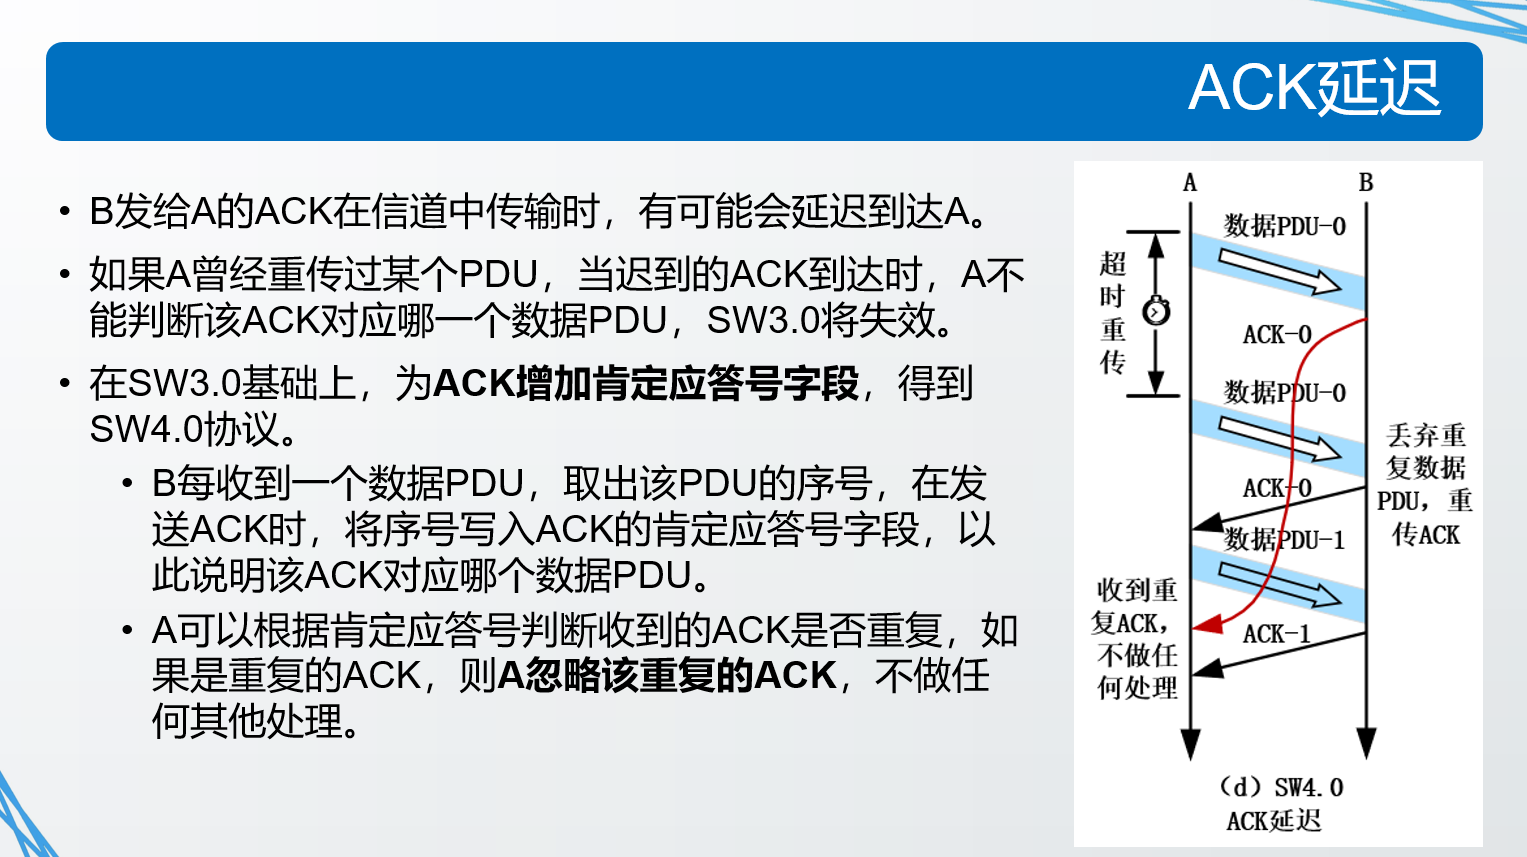 ACK延迟
• B发给A的ACK在信道中传输时，有可能会延迟到达A。
• 如果A曾经重传过某个PDU，当迟到的ACK到达时，A不
能判断该ACK对应哪一个数据PDU，SW3.0将失效。
• 在SW3.0基础上，为ACK增加肯定应答号字段，得到
SW4.0协议。
• B每收到一个数据PDU，取出该PDU的序号，在发
送ACK时，将序号写入ACK的肯定应答号字段，以
此说明该ACK对应哪个数据PDU。
• A可以根据肯定应答号判断收到的ACK是否重复，如
果是重复的ACK，则A忽略该重复的ACK，不做任
何其他处理。
A
B
数据PDU-0
超
时
重
传
ACK-0
数据PDU-0
丢弃重
复数据
PDU，重
传ACK
ACK-0
数据PDU-1
收到重
复ACK，
不做任
何处理
ACK-1
（d）SW4.0
ACK延迟